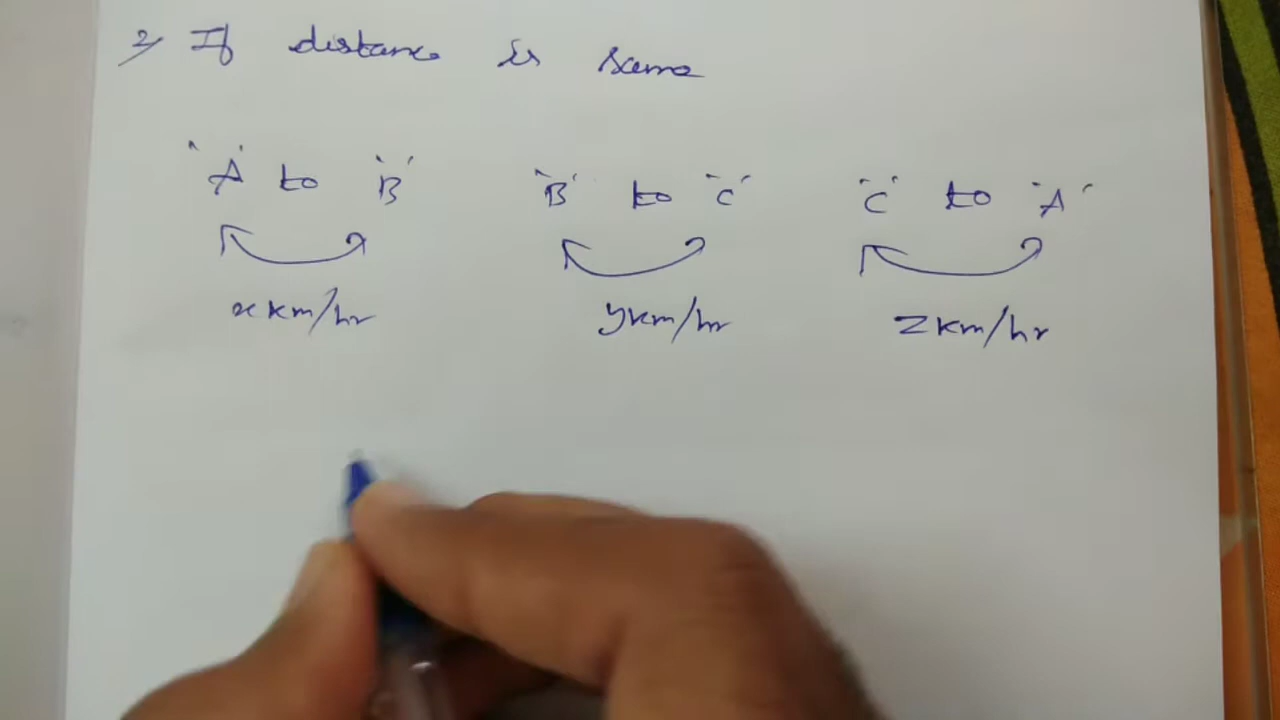 2) If distance is same
"A" to "B" "B" to "C" "C" to "A"
x km/hr y km/hr z km/hr